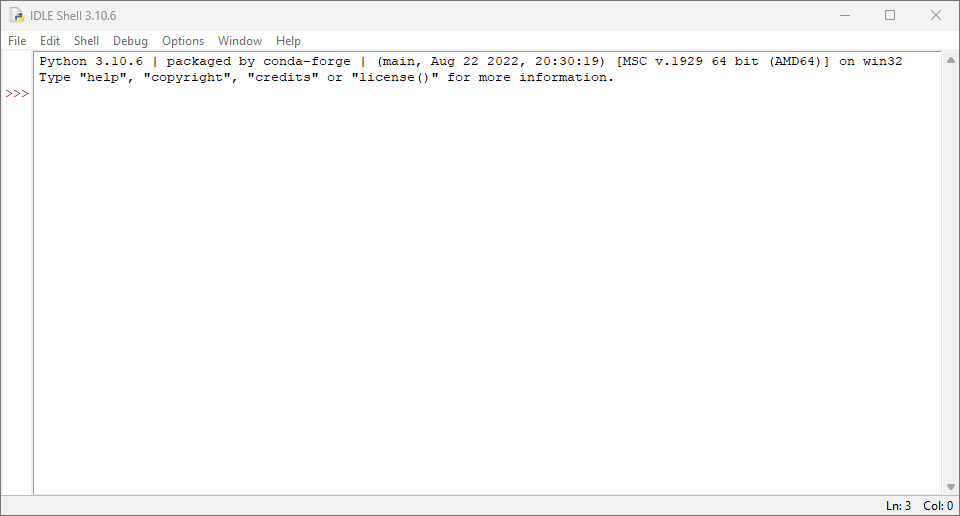 IDLE Shell 3.10.6
File Edit Shell Debug Options Window Help
Python 3.10.6 | packaged by conda-forge | (main, Aug 22 2022, 20:30:19) [MSC v.1929 64 bit (AMD64)] on win32
Type "help", "copyright", "credits" or "license()" for more information.
>>>
Ln: 3 Col: 0